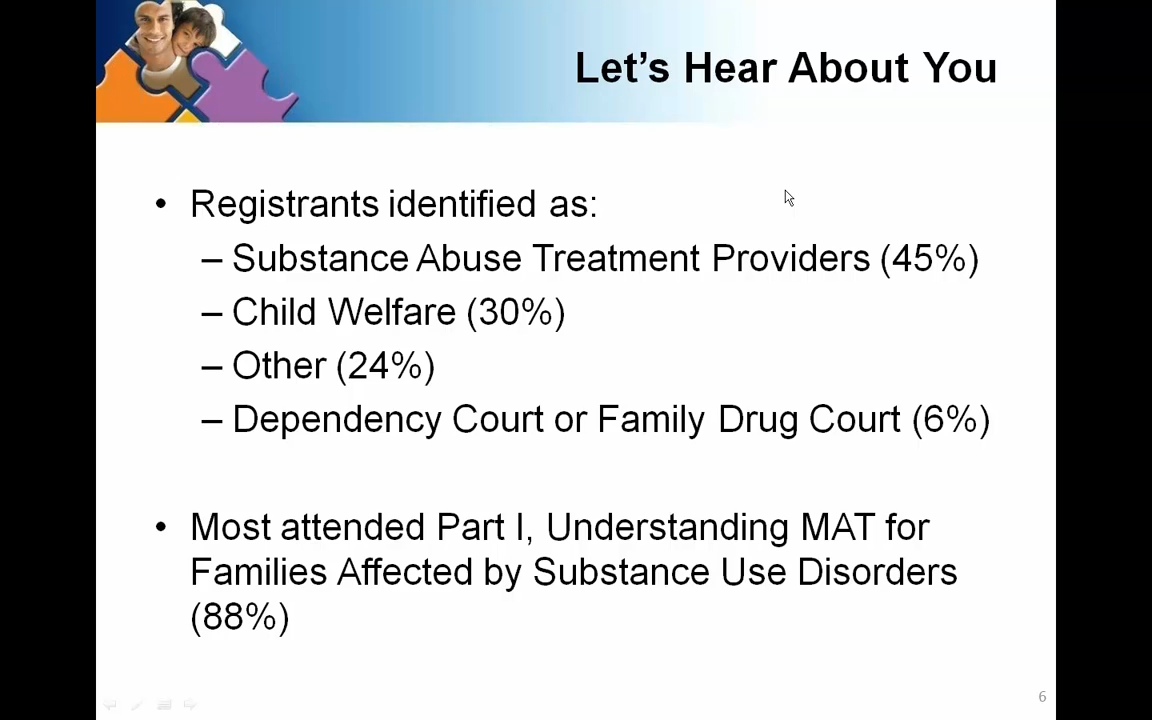 Let's Hear About You
• Registrants identified as:
– Substance Abuse Treatment Providers (45%)
– Child Welfare (30%)
– Other (24%)
– Dependency Court or Family Drug Court (6%)
• Most attended Part I, Understanding MAT for
Families Affected by Substance Use Disorders
(88%)
6